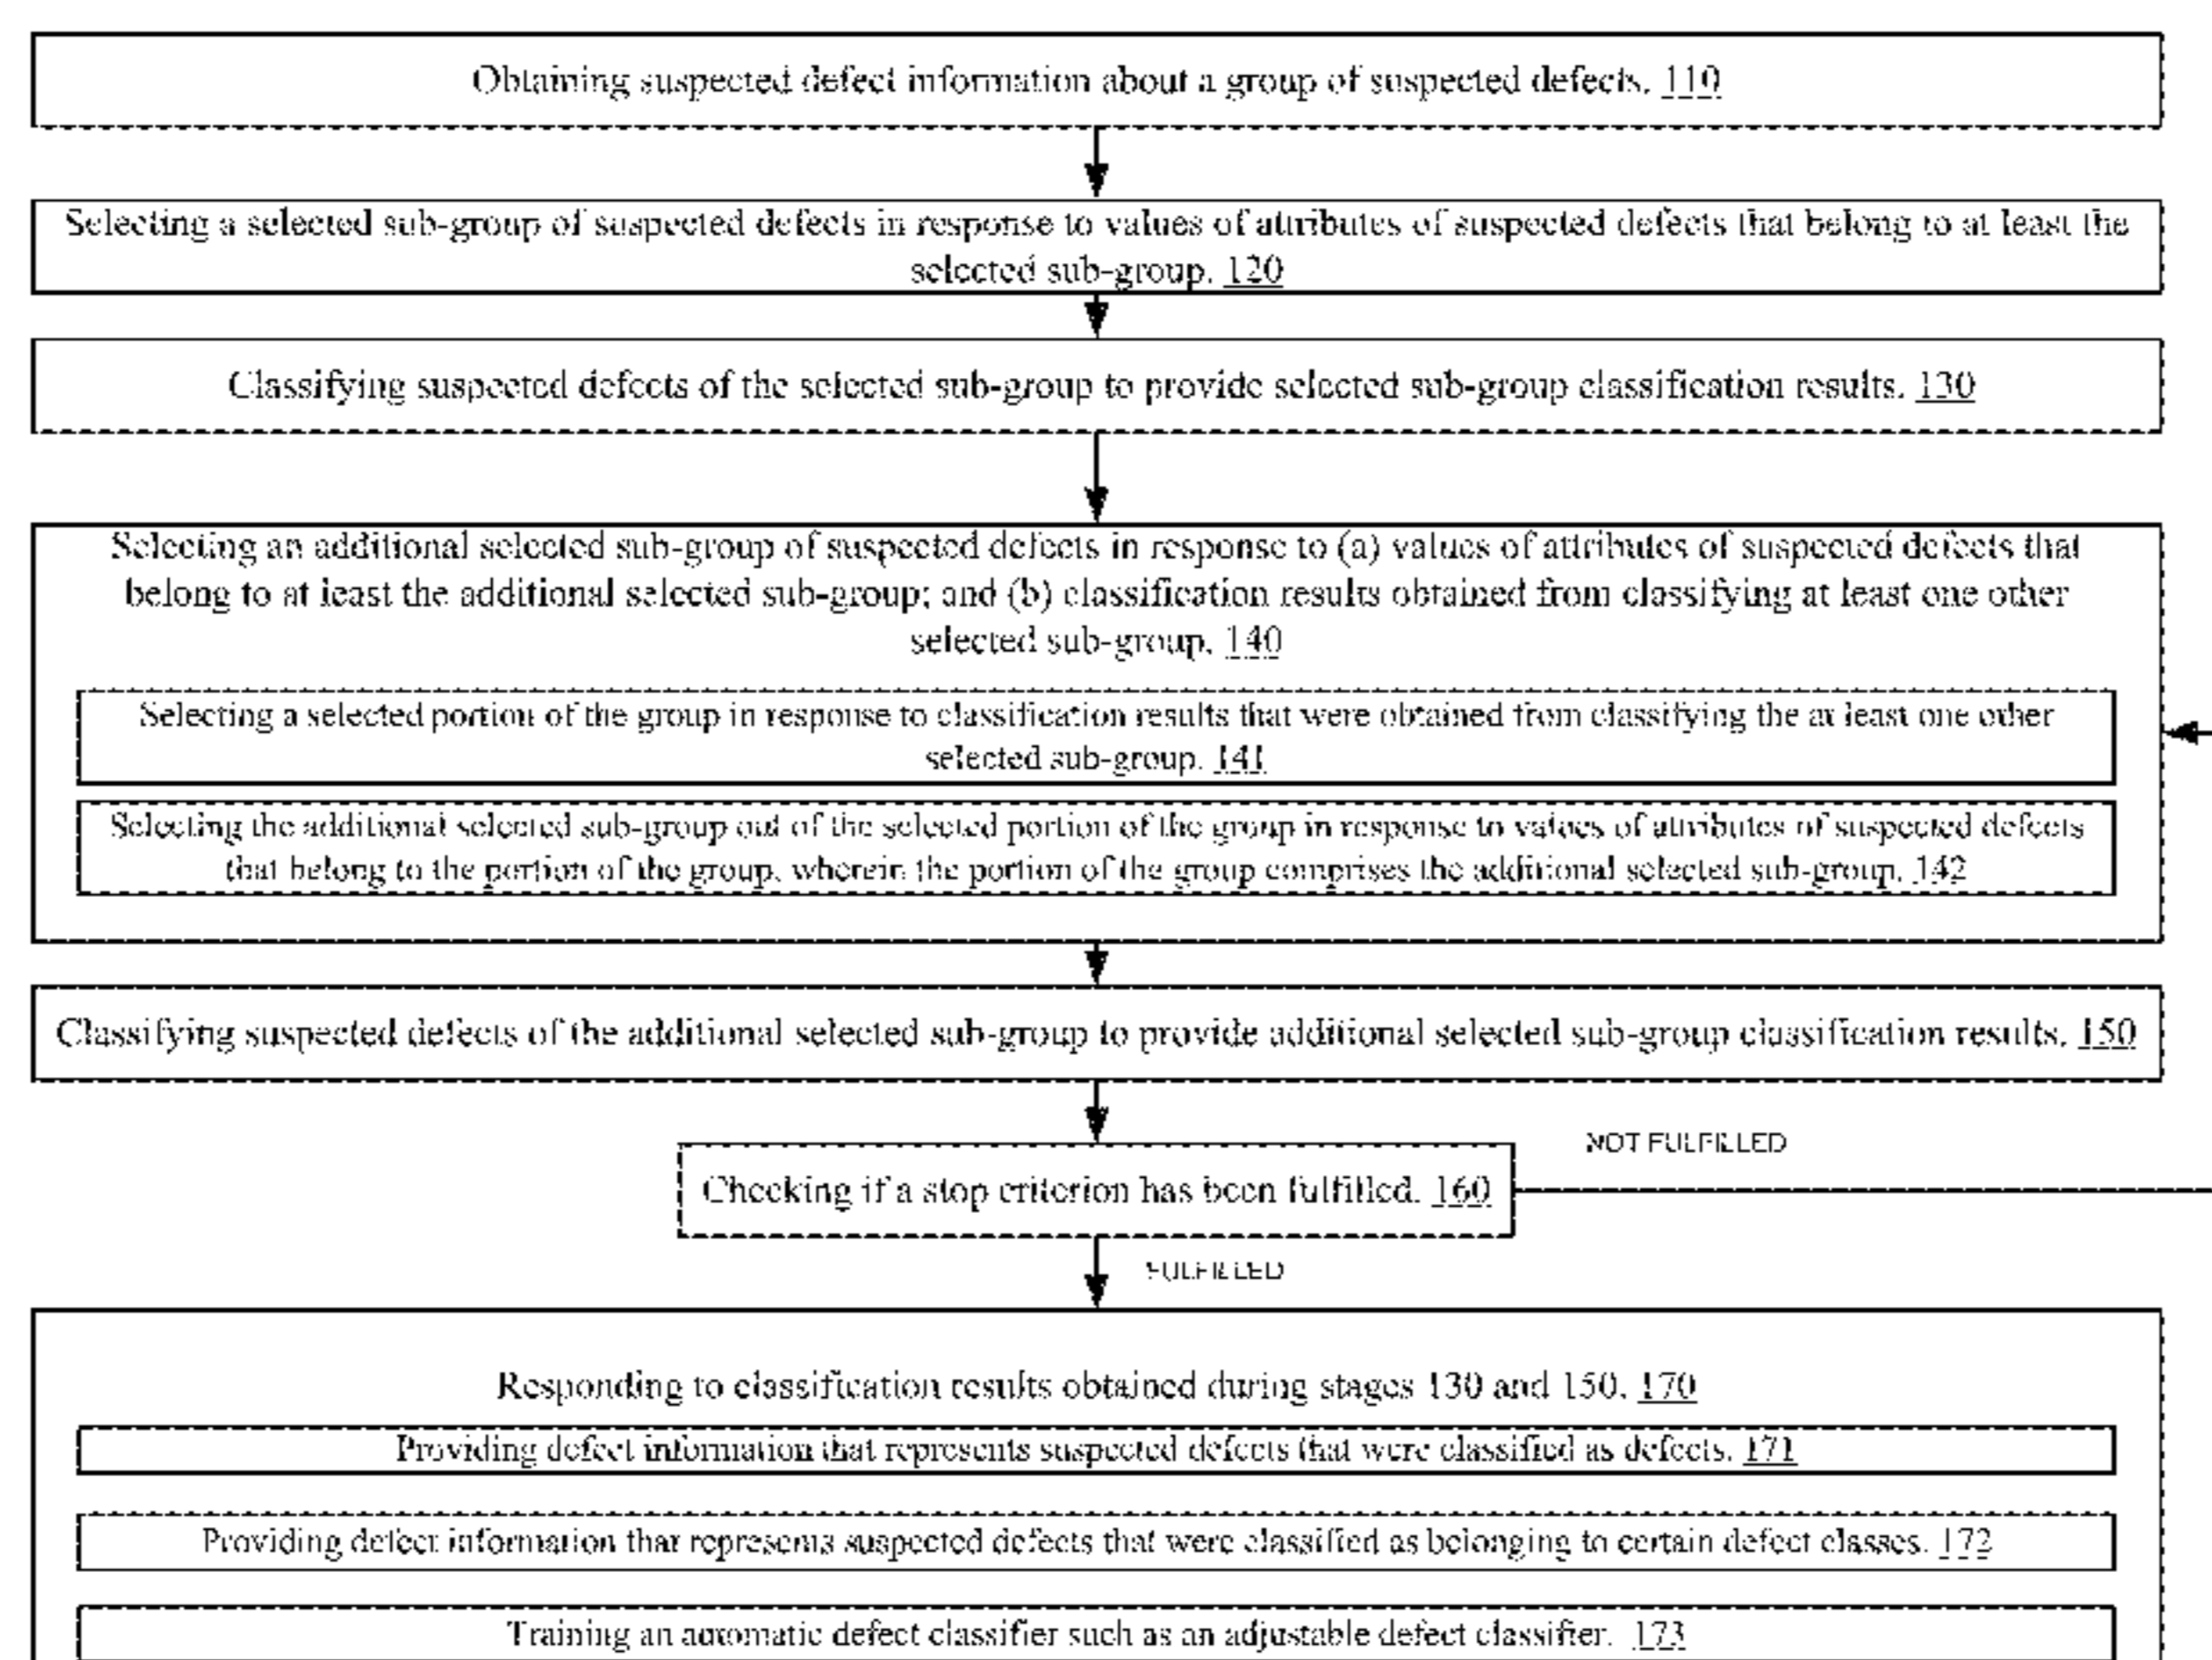 Obtaining suspected defect information about a group of suspected defects. 110
Selecting a selected sub-group of suspected defects in response to values of attributes of suspected defects that belong to at least the
selected sub-group. 120
Classifying suspected defects of the selected sub-group to provide selected sub-group classification results. 130
Selecting an additional selected sub-group of suspected defects in response to (a) values of attributes of suspected defects that
belong to at least the additional selected sub-group; and (b) classification results obtained from classifying at least one other
selected sub-group. 140
Selecting a selected portion of the group in response to classification results that were obtained from classifying the at least one other
selected sub-group. 141
Selecting the additional selected sub-group out of the selected portion of the group in response to values of attributes of suspected defects
that belong to the portion of the group, wherein the portion of the group comprises the additional selected sub-group. 142
Classifying suspected defects of the additional selected sub-group to provide additional selected sub-group classification results. 150
NOT FULFILLED
Checking if a stop criterion has been fulfilled. 160
FULFILLED
Responding to classification results obtained during stages 130 and 150. 170
Providing defect information that represents suspected defects that were classified as defects. 171
Providing defect information that represents suspected defects that were classified as belonging to certain defect classes. 172
Training an automatic defect classifier such as an adjustable defect classifier. 173